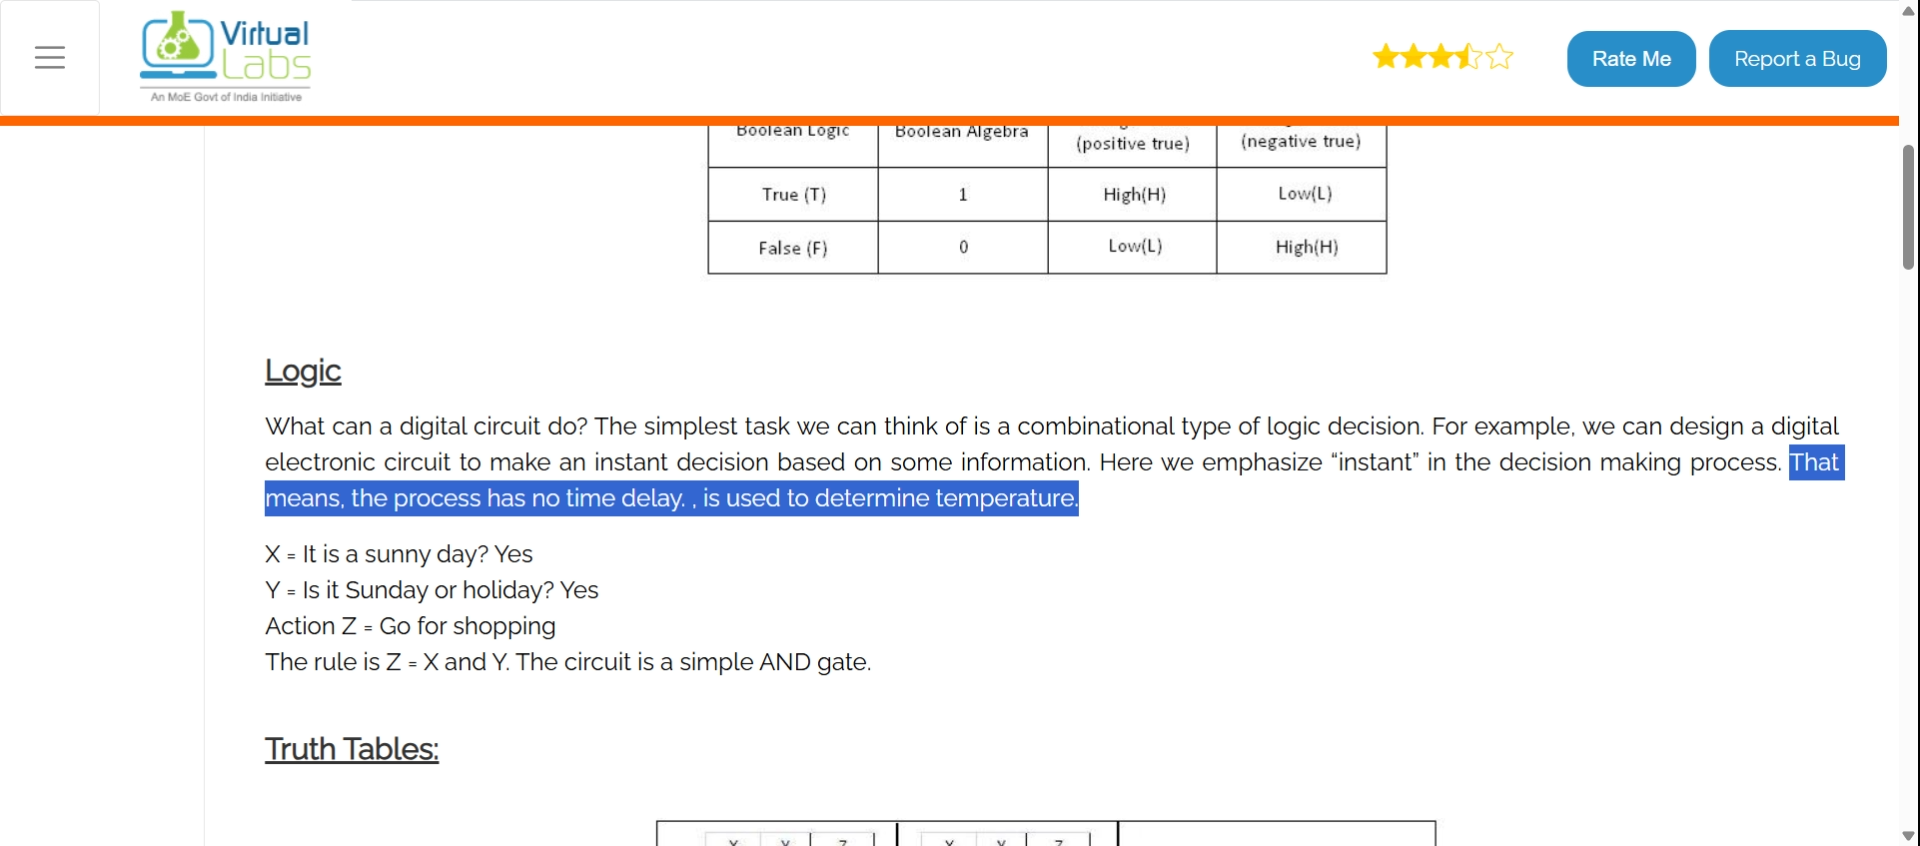 Virtual
Labs
An MoE Govt of India Initiative
Rate Me
Report a Bug
Boolean Logic Boolean Algebra (positive true) (negative true)
True (T) 1 High(H) Low(L)
False (F) 0 Low(L) High(H)
Logic
What can a digital circuit do? The simplest task we can think of is a combinational type of logic decision. For example, we can design a digital
electronic circuit to make an instant decision based on some information. Here we emphasize “instant” in the decision making process. That
means, the process has no time delay. , is used to determine temperature.
X = It is a sunny day? Yes
Y = Is it Sunday or holiday? Yes
Action Z = Go for shopping
The rule is Z = X and Y. The circuit is a simple AND gate.
Truth Tables: